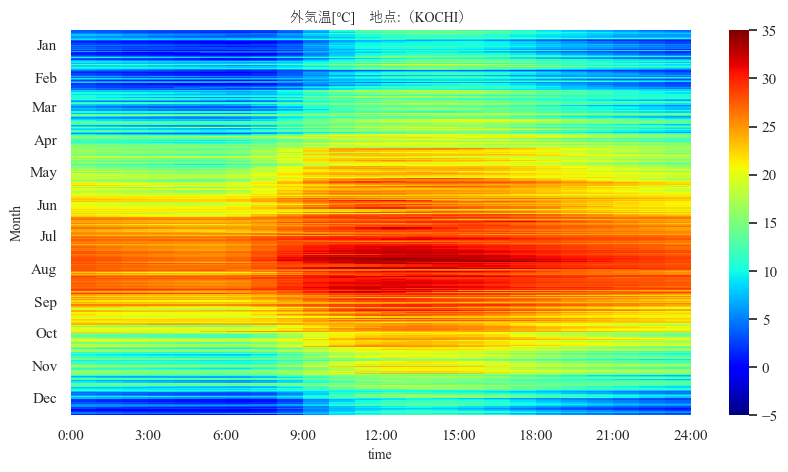 外気温[℃]　地点:（KOCHI）
Month
Jan
Feb
Mar
Apr
May
Jun
Jul
Aug
Sep
Oct
Nov
Dec
0:00 3:00 6:00 9:00 12:00 15:00 18:00 21:00 24:00
time
35
30
25
20
15
10
5
0
−5